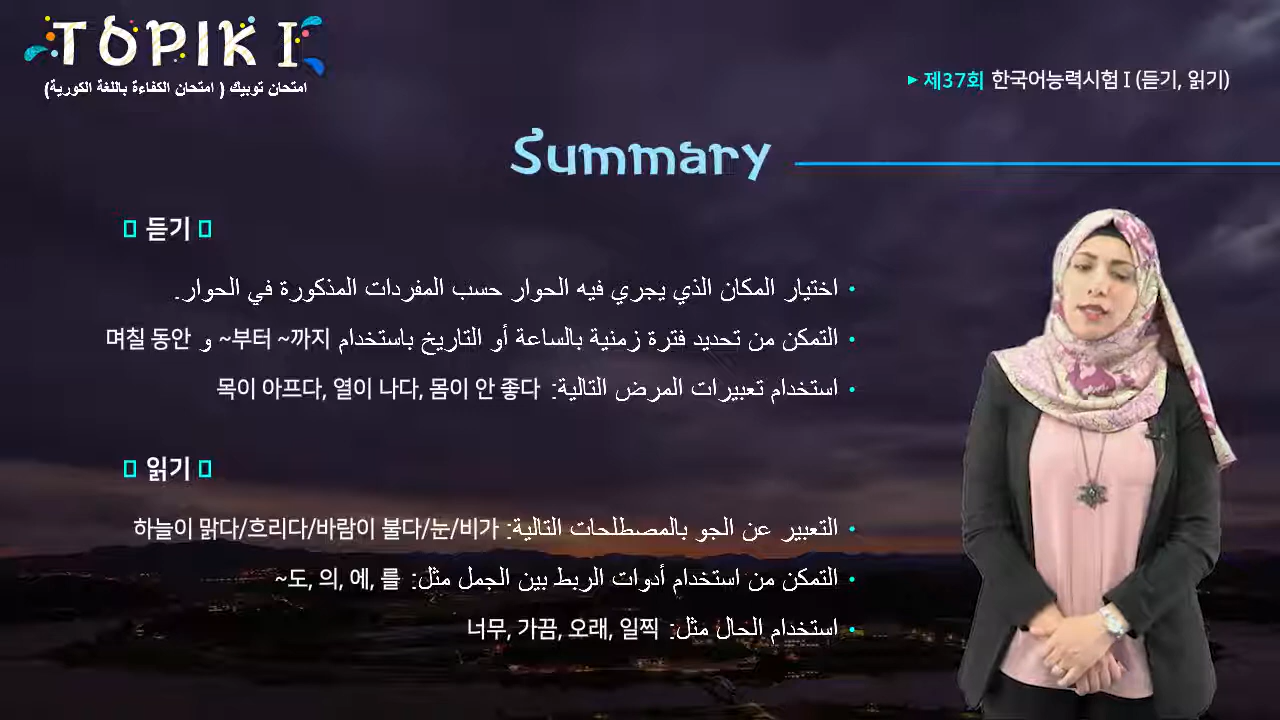 TOPIK I
امتحان توبيك ( امتحان الكفاءة باللغة الكورية)
▶ 제37회 한국어능력시험 I (듣기, 읽기)
Summary
듣기
• اختيار المكان الذي يجري فيه الحوار حسب المفردات المذكورة في الحوار.
• التمكن من تحديد فترة زمنية بالساعة أو التاريخ باستخدام ~부터 ~까지 و 며칠 동안
• استخدام تعبيرات المرض التالية: 목이 아프다, 열이 나다, 몸이 안 좋다
읽기
• التعبير عن الجو بالمصطلحات التالية: 하늘이 맑다/흐리다/바람이 불다/눈/비가
• التمكن من استخدام أدوات الربط بين الجمل مثل: ~도, 의, 에, 를
• استخدام الحال مثل: 너무, 가끔, 오래, 일찍